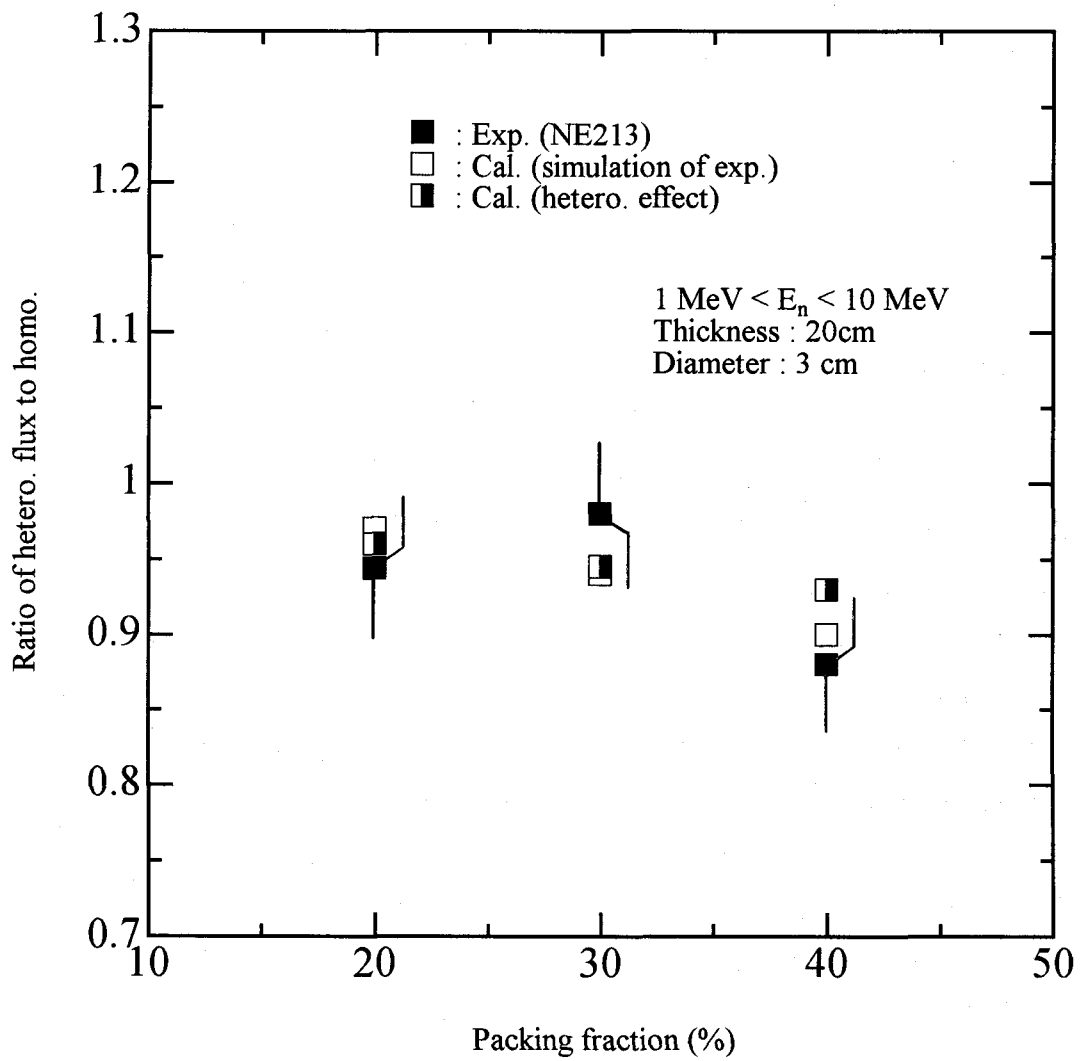 1.3
1.2
1.1
1
0.9
0.8
0.7
Ratio of hetero. flux to homo.
: Exp. (NE213)
: Cal. (simulation of exp.)
: Cal. (hetero. effect)
1 MeV < Eₙ < 10 MeV
Thickness : 20cm
Diameter : 3 cm
10 20 30 40 50
Packing fraction (%)